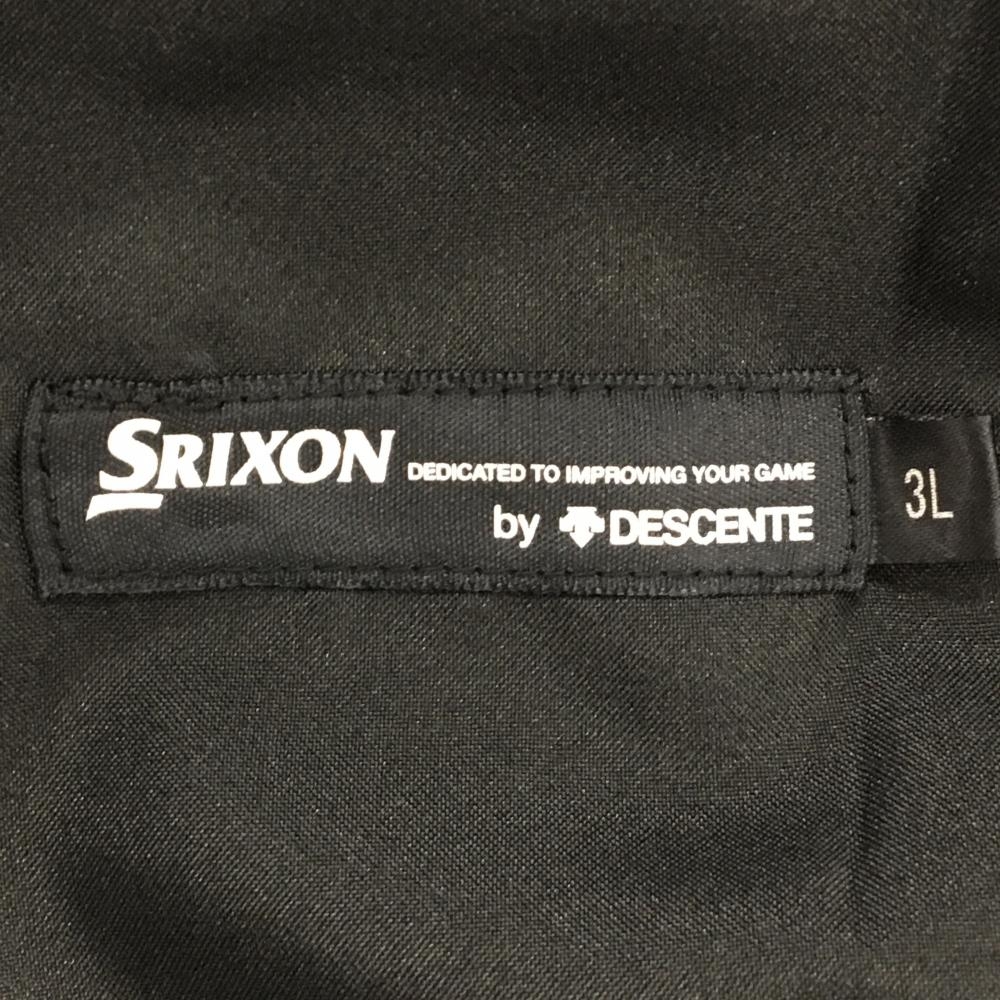 SRIXON DEDICATED TO IMPROVING YOUR GAME
by DESCENTE
3L